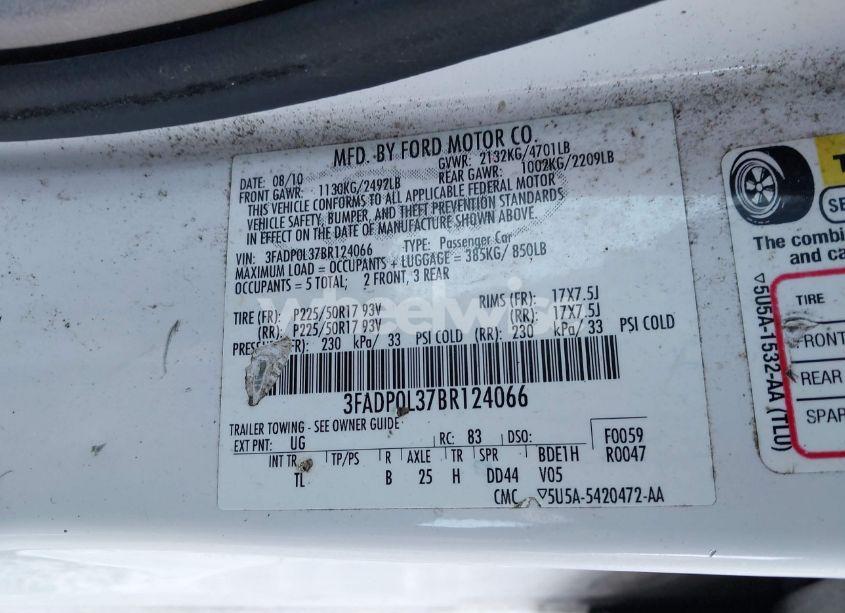 MFD. BY FORD MOTOR CO.
DATE: 08/10 GVWR: 2132KG/4701LB
FRONT GAWR: 1130KG/2492LB REAR GAWR: 1002KG/2209LB
THIS VEHICLE CONFORMS TO ALL APPLICABLE FEDERAL MOTOR
VEHICLE SAFETY, BUMPER, AND THEFT PREVENTION STANDARDS
IN EFFECT ON THE DATE OF MANUFACTURE SHOWN ABOVE.
VIN: 3FADP0L37BR124066 TYPE: Passenger Car
MAXIMUM LOAD = OCCUPANTS + LUGGAGE = 385KG/ 850LB
OCCUPANTS = 5 TOTAL; 2 FRONT, 3 REAR
TIRE (FR): P225/50R17 93V RIMS (FR): 17X7.5J
(RR): P225/50R17 93V (RR): 17X7.5J
(FR): 230 kPa/ 33 PSI COLD (RR): 230 kPa/ 33 PSI COLD
3FADP0L37BR124066
TRAILER TOWING - SEE OWNER GUIDE
EXT PNT: UG RC: 83 DSO: F0059
R0047
INT TR TP/PS R AXLE TR SPR BDE1H
TL B 25 H DD44 V05
CMC ▽5U5A-5420472-AA
The combin
and ca
TIRE
FRONT
REAR
SPAR
▽5U5A-1532-AA (TLU)
wheelwis